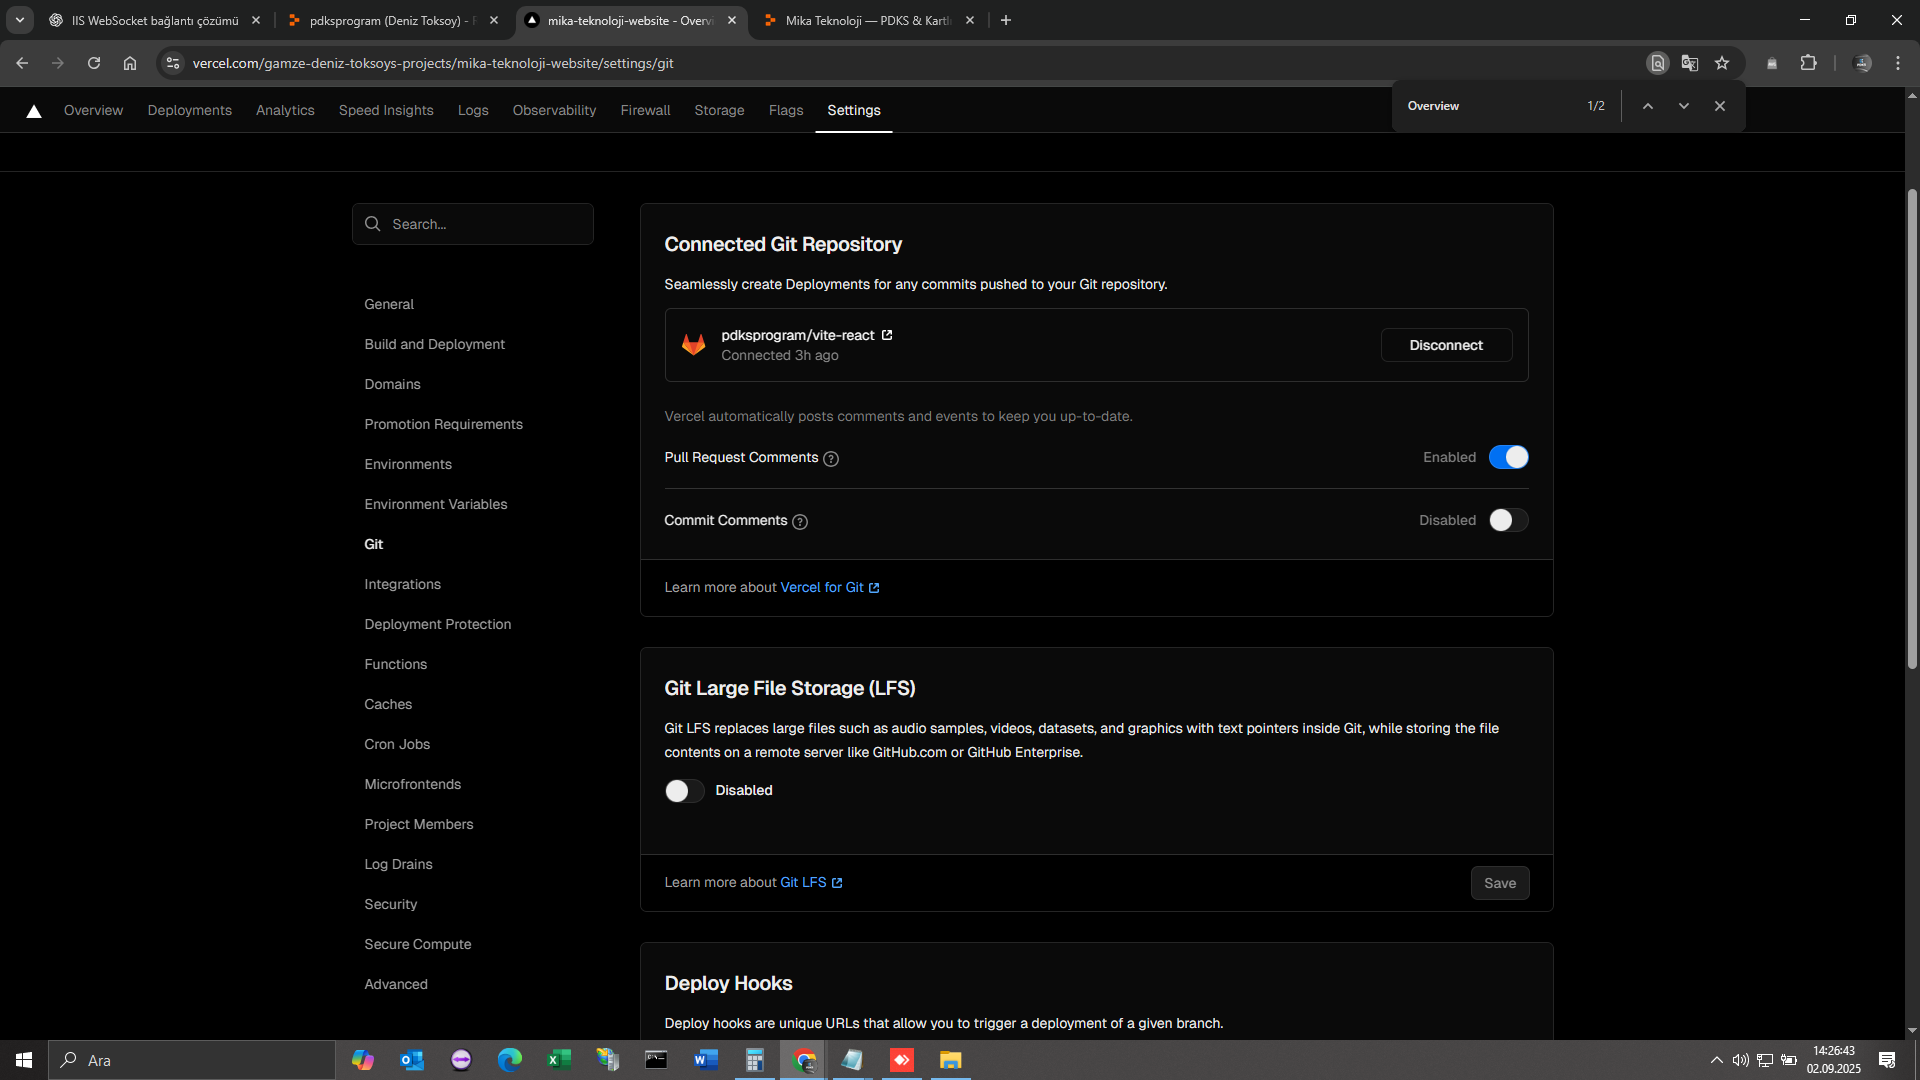 IIS WebSocket bağlantı çözümü
pdksprogram (Deniz Toksoy) -
mika-teknoloji-website - Overvi
Mika Teknoloji — PDKS & Kartl
vercel.com/gamze-deniz-toksoys-projects/mika-teknoloji-website/settings/git
Overview
Deployments
Analytics
Speed Insights
Logs
Observability
Firewall
Storage
Flags
Settings
Overview
1/2
Search...
General
Build and Deployment
Domains
Promotion Requirements
Environments
Environment Variables
Git
Integrations
Deployment Protection
Functions
Caches
Cron Jobs
Microfrontends
Project Members
Log Drains
Security
Secure Compute
Advanced
Connected Git Repository
Seamlessly create Deployments for any commits pushed to your Git repository.
pdksprogram/vite-react
Connected 3h ago
Disconnect
Vercel automatically posts comments and events to keep you up-to-date.
Pull Request Comments
Enabled
Commit Comments
Disabled
Learn more about Vercel for Git
Git Large File Storage (LFS)
Git LFS replaces large files such as audio samples, videos, datasets, and graphics with text pointers inside Git, while storing the file
contents on a remote server like GitHub.com or GitHub Enterprise.
Disabled
Learn more about Git LFS
Save
Deploy Hooks
Deploy hooks are unique URLs that allow you to trigger a deployment of a given branch.
Ara
14:26:43
02.09.2025